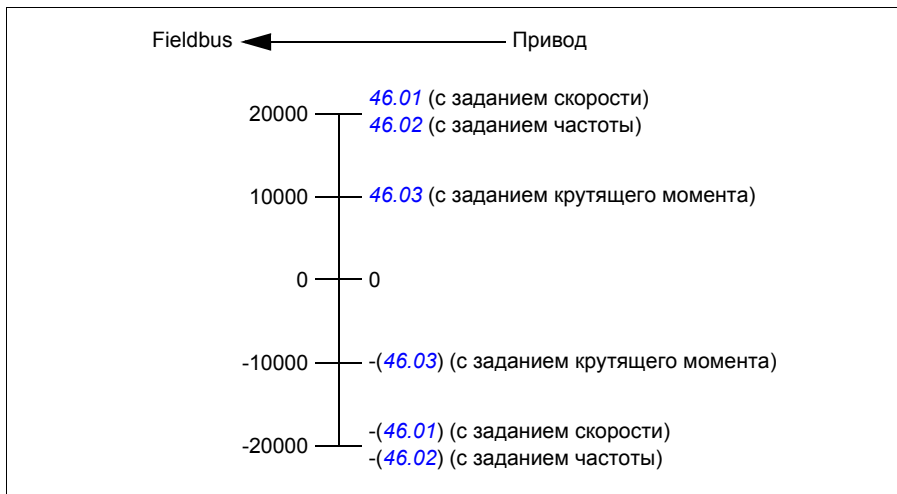 Fieldbus Привод
46.01 (с заданием скорости)
20000
46.02 (с заданием частоты)
10000 46.03 (с заданием крутящего момента)
0 0
-10000 -(46.03) (с заданием крутящего момента)
-(46.01) (с заданием скорости)
-20000
-(46.02) (с заданием частоты)